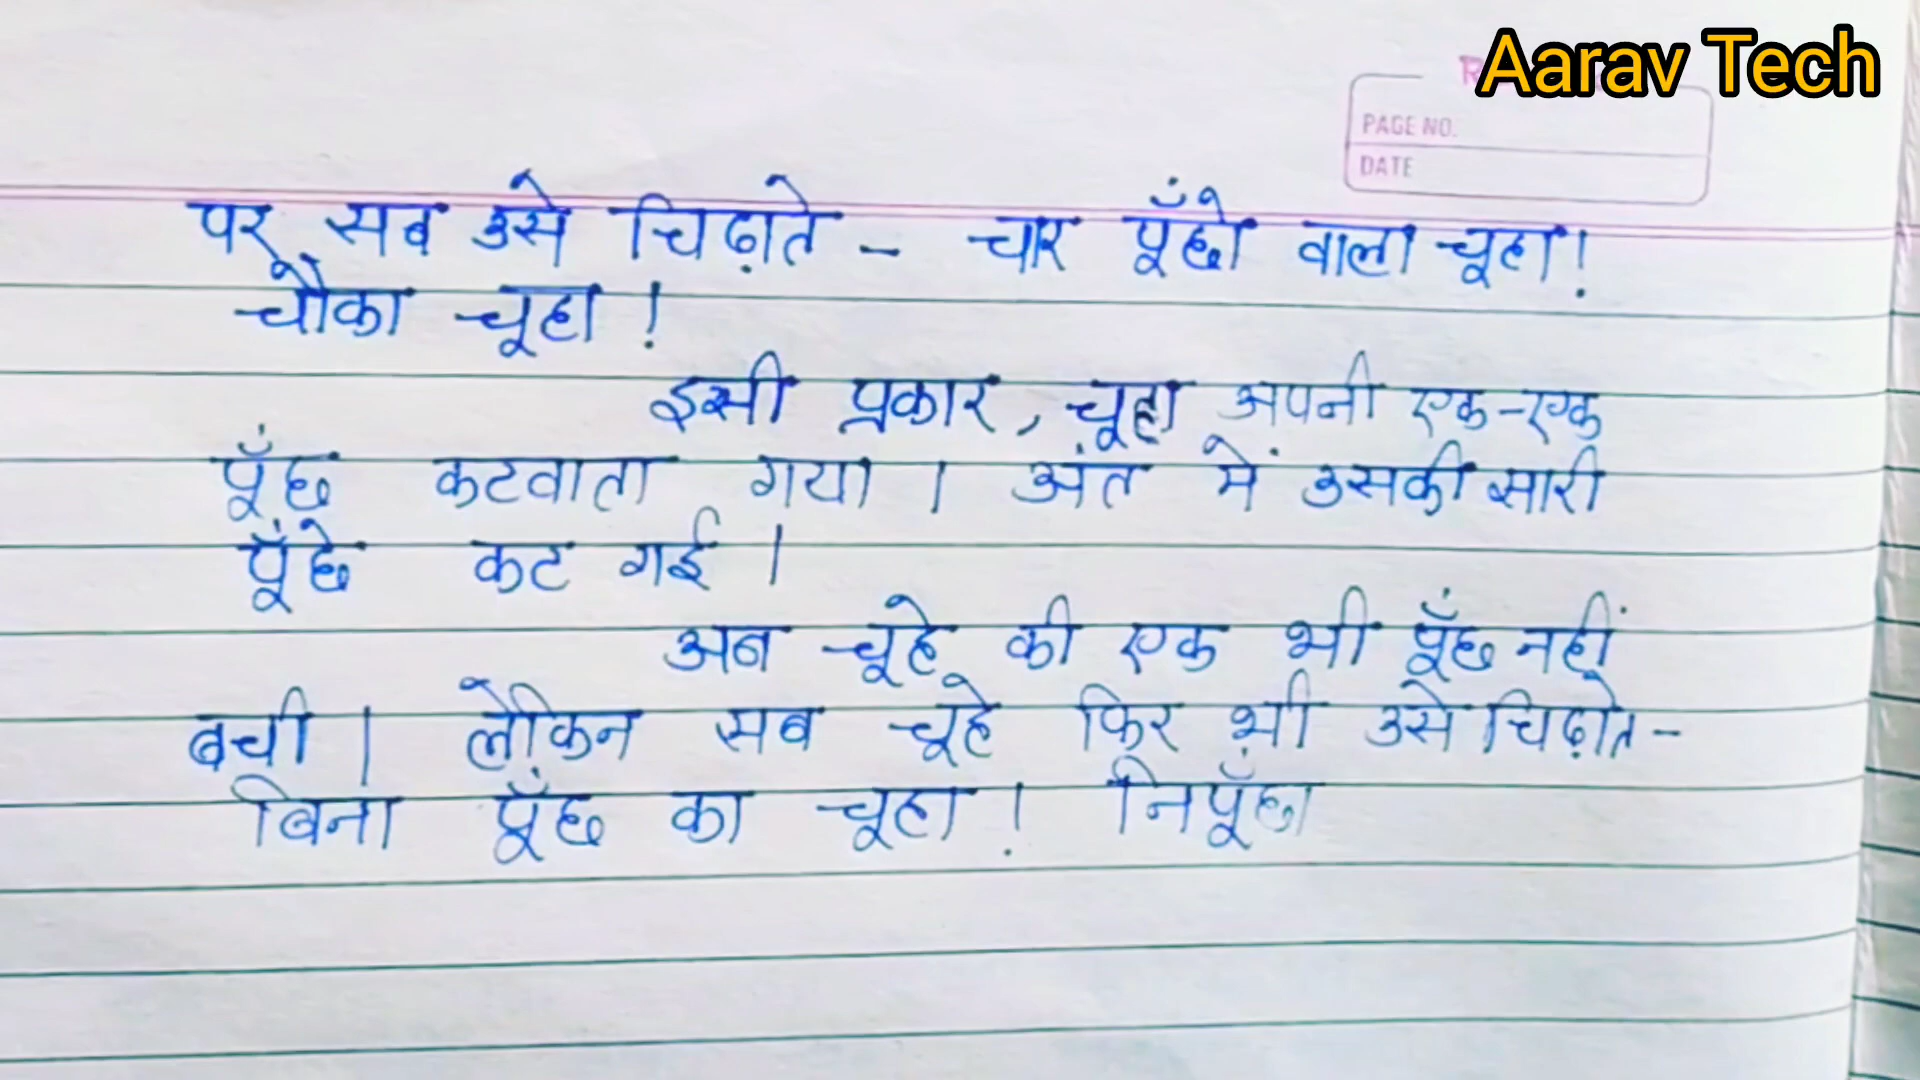 Aarav Tech
PAGE NO.
DATE
पर सब उसे चिढ़ाते - चार पूँछो वाला चूहा!
चौका चूहा !
इसी प्रकार, चूहा अपनी एक-एक
पूँछ कटवाता गया । अंत में उसकी सारी
पूँछे कट गई ।
अब चूहे की एक भी पूँछ नहीं
बची । लेकिन सब चूहे फिर भी उसे चिढ़ाते -
बिना पूँछ का चूहा ! निपूँछा